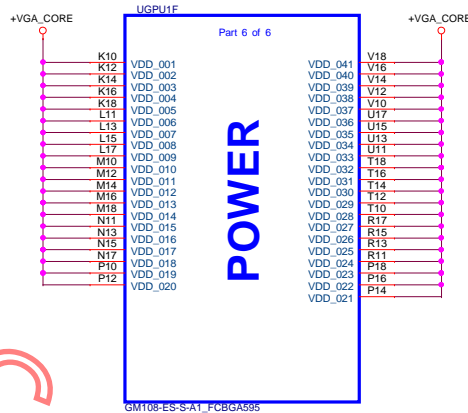 +VGA_CORE
+VGA_CORE
UGPU1F
Part 6 of 6
POWER
K10 VDD_001 VDD_041 V18
K12 VDD_002 VDD_040 V16
K14 VDD_003 VDD_039 V14
K16 VDD_004 VDD_038 V12
K18 VDD_005 VDD_037 V10
L11 VDD_006 VDD_036 U17
L13 VDD_007 VDD_035 U15
L15 VDD_008 VDD_034 U13
L17 VDD_009 VDD_033 U11
M10 VDD_010 VDD_032 T18
M12 VDD_011 VDD_031 T16
M14 VDD_012 VDD_030 T14
M16 VDD_013 VDD_029 T12
M18 VDD_014 VDD_028 T10
N11 VDD_015 VDD_027 R17
N13 VDD_016 VDD_026 R15
N15 VDD_017 VDD_025 R13
N17 VDD_018 VDD_024 R11
P10 VDD_019 VDD_023 P18
P12 VDD_020 VDD_022 P16
VDD_021 P14
GM108-ES-S-A1_FCBGA595